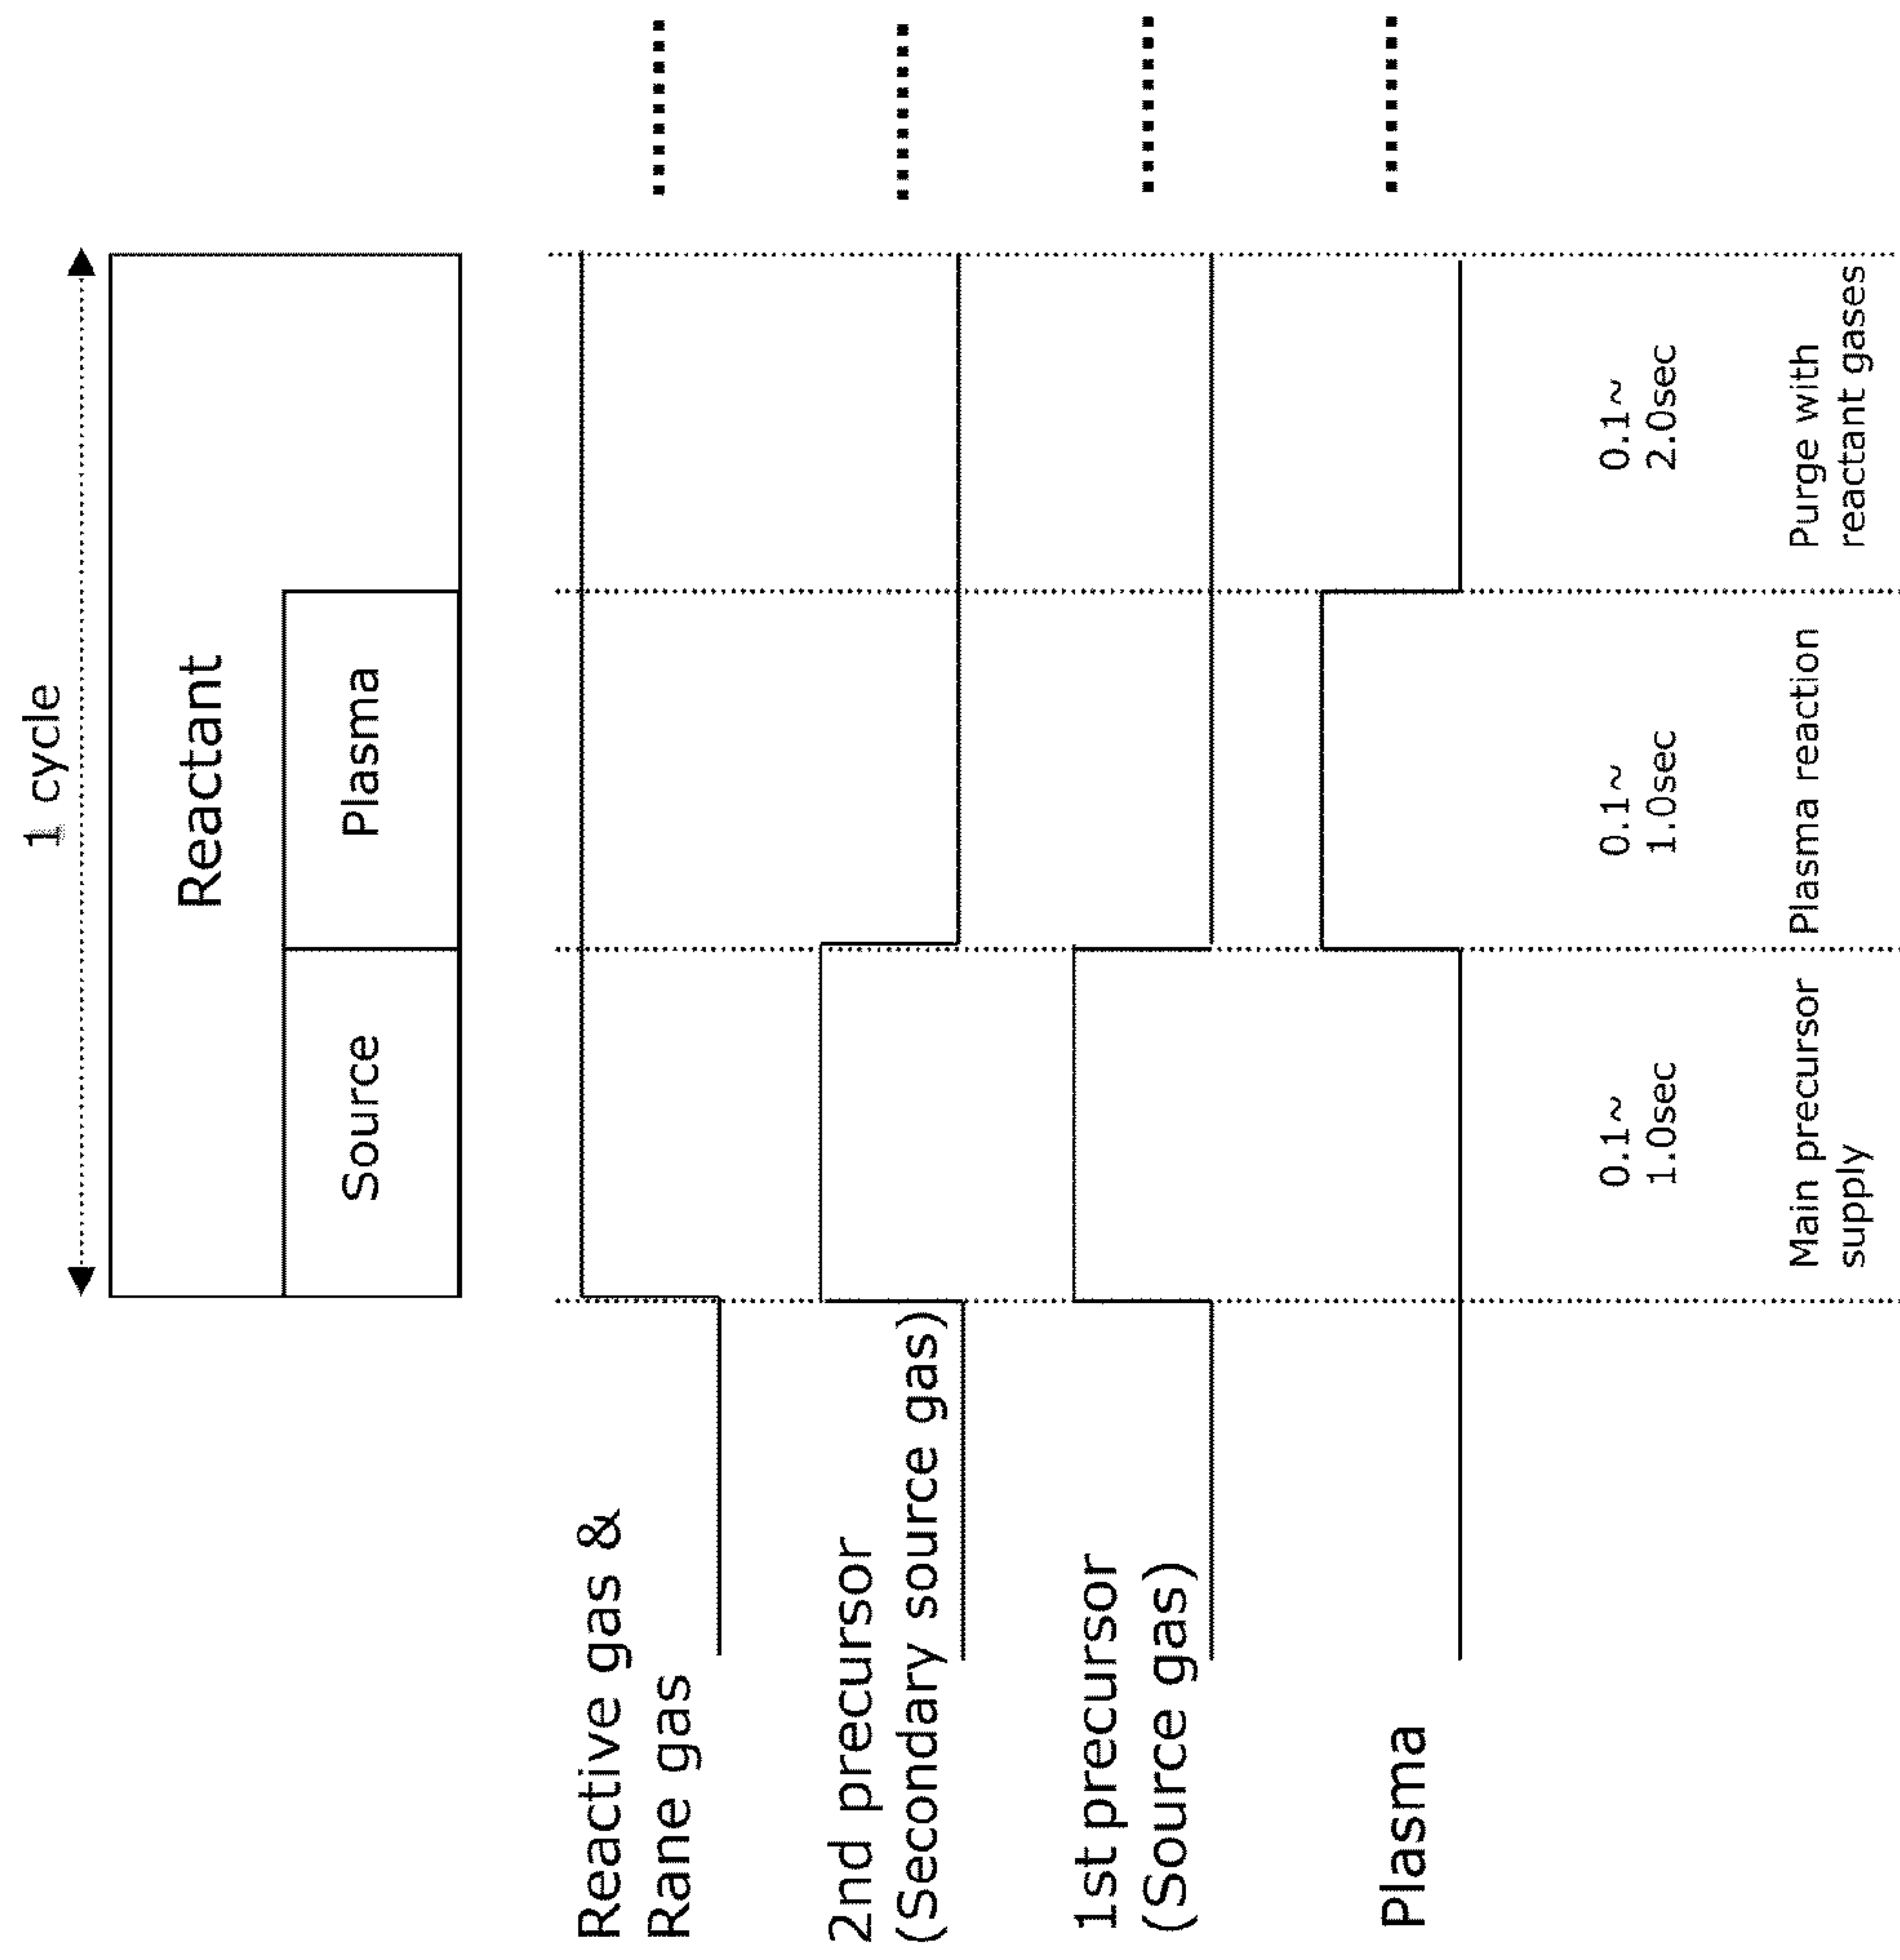 1 cycle
Reactant
Source
Plasma
Reactive gas &
Rane gas
2nd precursor
(Secondary source gas)
1st precursor
(Source gas)
Plasma
0.1~
1.0sec
0.1~
1.0sec
0.1~
2.0sec
Main precursor
supply
Plasma reaction
Purge with
reactant gases